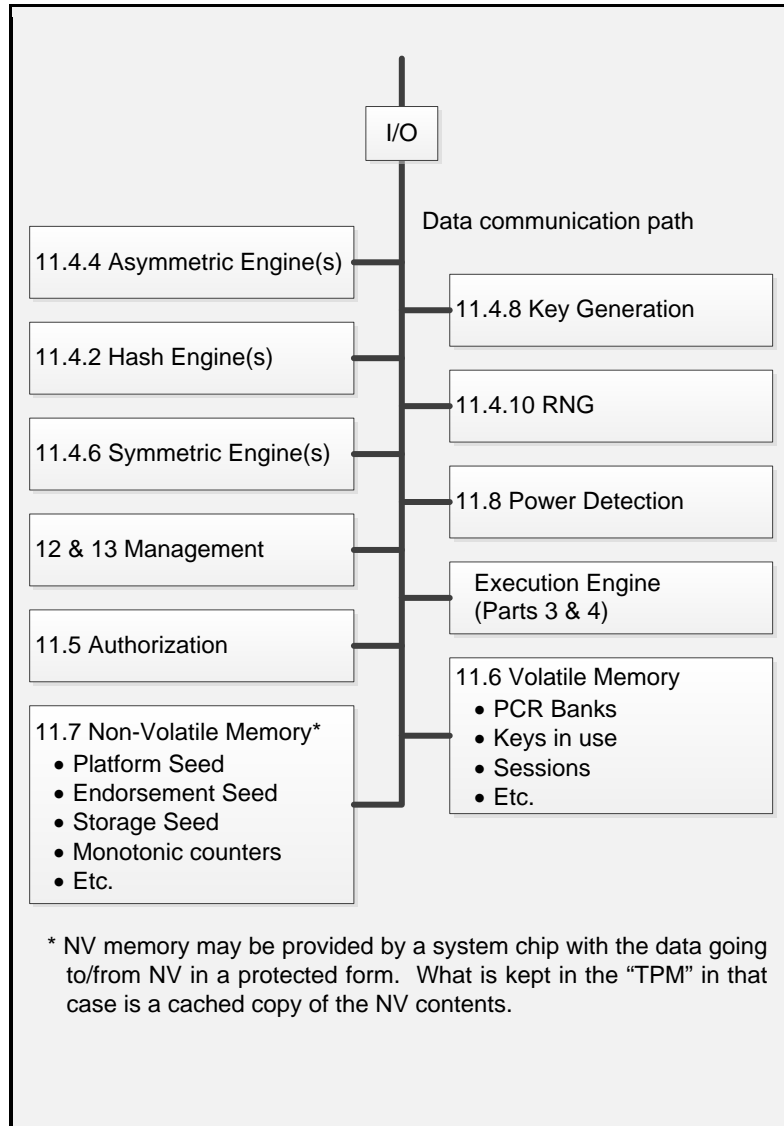 I/O
Data communication path
11.4.4 Asymmetric Engine(s)
11.4.8 Key Generation
11.4.2 Hash Engine(s)
11.4.10 RNG
11.4.6 Symmetric Engine(s)
11.8 Power Detection
12 & 13 Management
Execution Engine
(Parts 3 & 4)
11.5 Authorization
11.6 Volatile Memory
• PCR Banks
• Keys in use
• Sessions
• Etc.
11.7 Non-Volatile Memory*
• Platform Seed
• Endorsement Seed
• Storage Seed
• Monotonic counters
• Etc.
* NV memory may be provided by a system chip with the data going
to/from NV in a protected form. What is kept in the “TPM” in that
case is a cached copy of the NV contents.